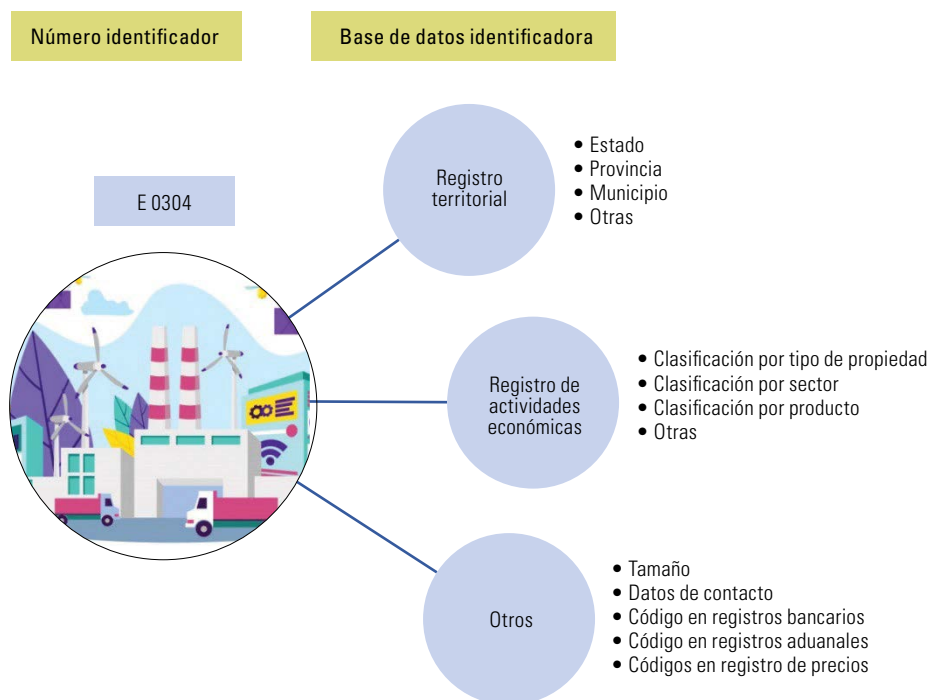 Número identificador
Base de datos identificadora
E 0304
Registro
territorial
• Estado
• Provincia
• Municipio
• Otras
Registro de
actividades
económicas
• Clasificación por tipo de propiedad
• Clasificación por sector
• Clasificación por producto
• Otras
Otros
• Tamaño
• Datos de contacto
• Código en registros bancarios
• Código en registros aduanales
• Códigos en registro de precios